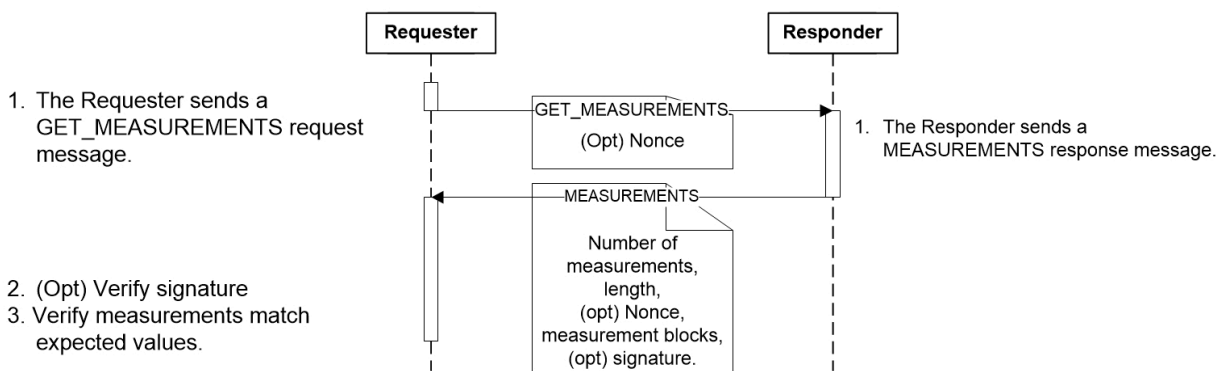 Requester
Responder
1. The Requester sends a
GET_MEASUREMENTS request
message.
GET_MEASUREMENTS
(Opt) Nonce
1. The Responder sends a
MEASUREMENTS response message.
MEASUREMENTS
Number of
measurements,
length,
(opt) Nonce,
measurement blocks,
(opt) signature.
2. (Opt) Verify signature
3. Verify measurements match
expected values.